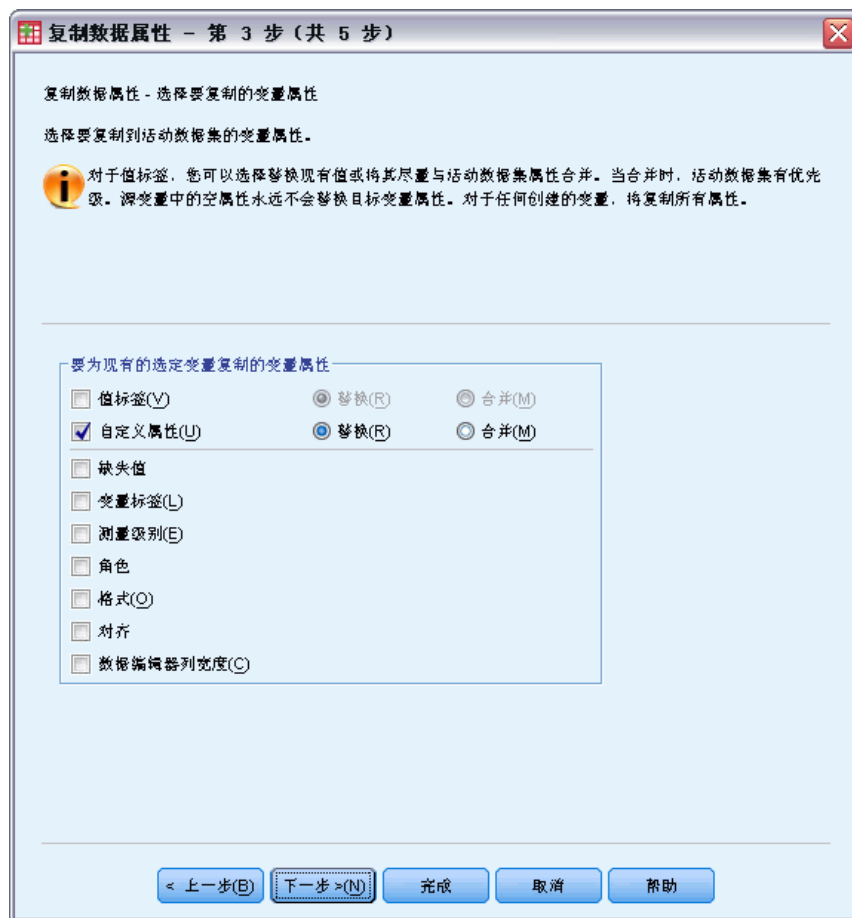 复制数据属性 - 第 3 步（共 5 步）
复制数据属性 - 选择要复制的变量属性
选择要复制到活动数据集的变量属性。
对于值标签，您可以选择替换现有值或将其尽量与活动数据集属性合并。当合并时，活动数据集有优先
级。源变量中的空属性永远不会替换目标变量属性。对于任何创建的变量，将复制所有属性。
要为现有的选定变量复制的变量属性
值标签(V) 替换(R) 合并(M)
自定义属性(U) 替换(R) 合并(M)
缺失值
变量标签(L)
测量级别(E)
角色
格式(O)
对齐
数据编辑器列宽度(C)
< 上一步(B) 下一步 >(N) 完成 取消 帮助